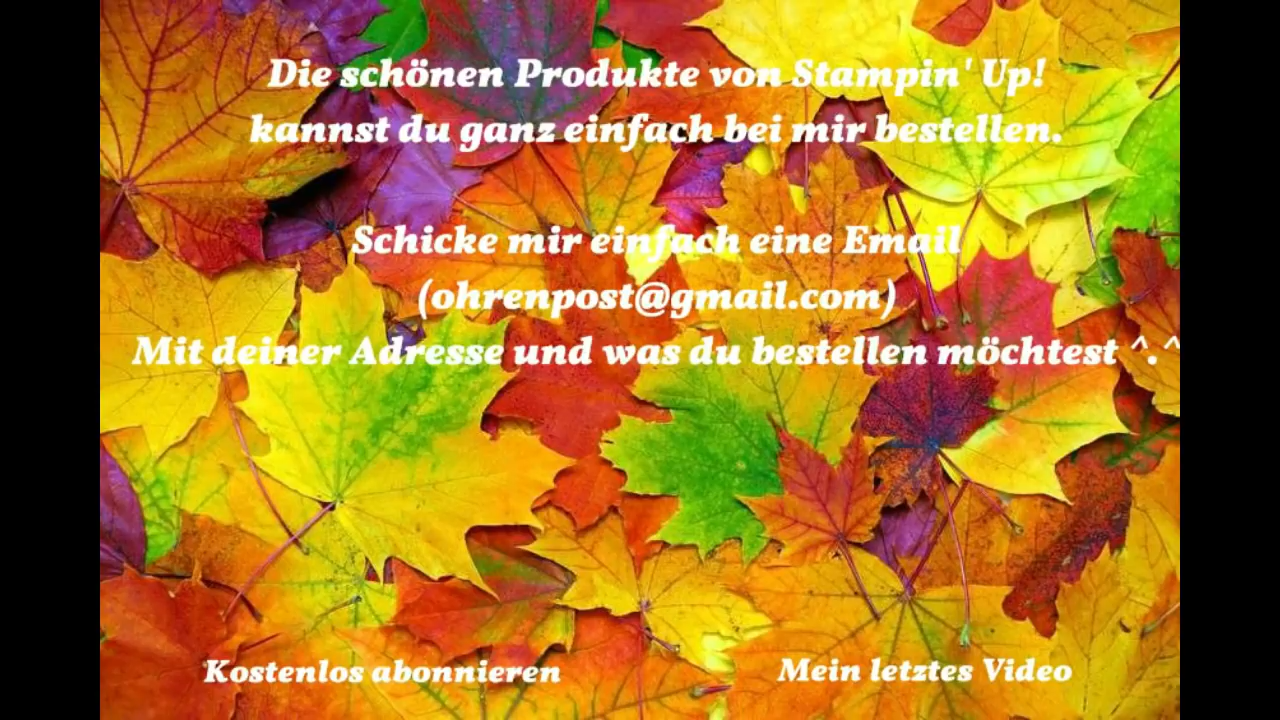 Die schönen Produkte von Stampin' Up!
kannst du ganz einfach bei mir bestellen.
Schicke mir einfach eine Email
(ohrenpost@gmail.com)
Mit deiner Adresse und was du bestellen möchtest ^.^
Kostenlos abonnieren
Mein letztes Video